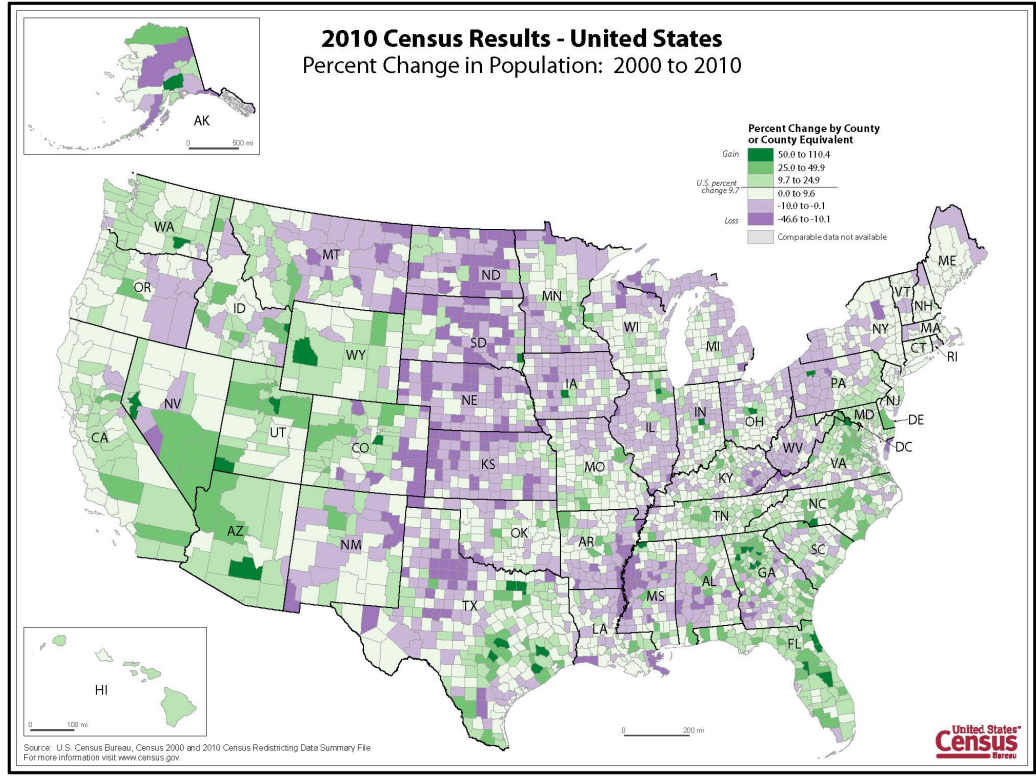 2010 Census Results - United States
Percent Change in Population: 2000 to 2010
AK
0 500 mi
Percent Change by County
or County Equivalent
Gain
50.0 to 110.4
25.0 to 49.9
9.7 to 24.9
U.S. percent
change 9.7
0.0 to 9.6
-10.0 to -0.1
Loss
-46.6 to -10.1
Comparable data not available
WA
MT
ND
MN
ME
OR
ID
WY
SD
WI
MI
VT
NH
NY
MA
CT
RI
NV
UT
CO
NE
IA
IL
IN
OH
PA
NJ
MD
DE
DC
CA
KS
MO
KY
WV
VA
AZ
NM
OK
AR
TN
NC
SC
TX
LA
MS
AL
GA
FL
HI
0 100 mi
0 200 mi
Source: U.S. Census Bureau, Census 2000 and 2010 Census Redistricting Data Summary File
For more information visit www.census.gov.
United States®
Census
Bureau